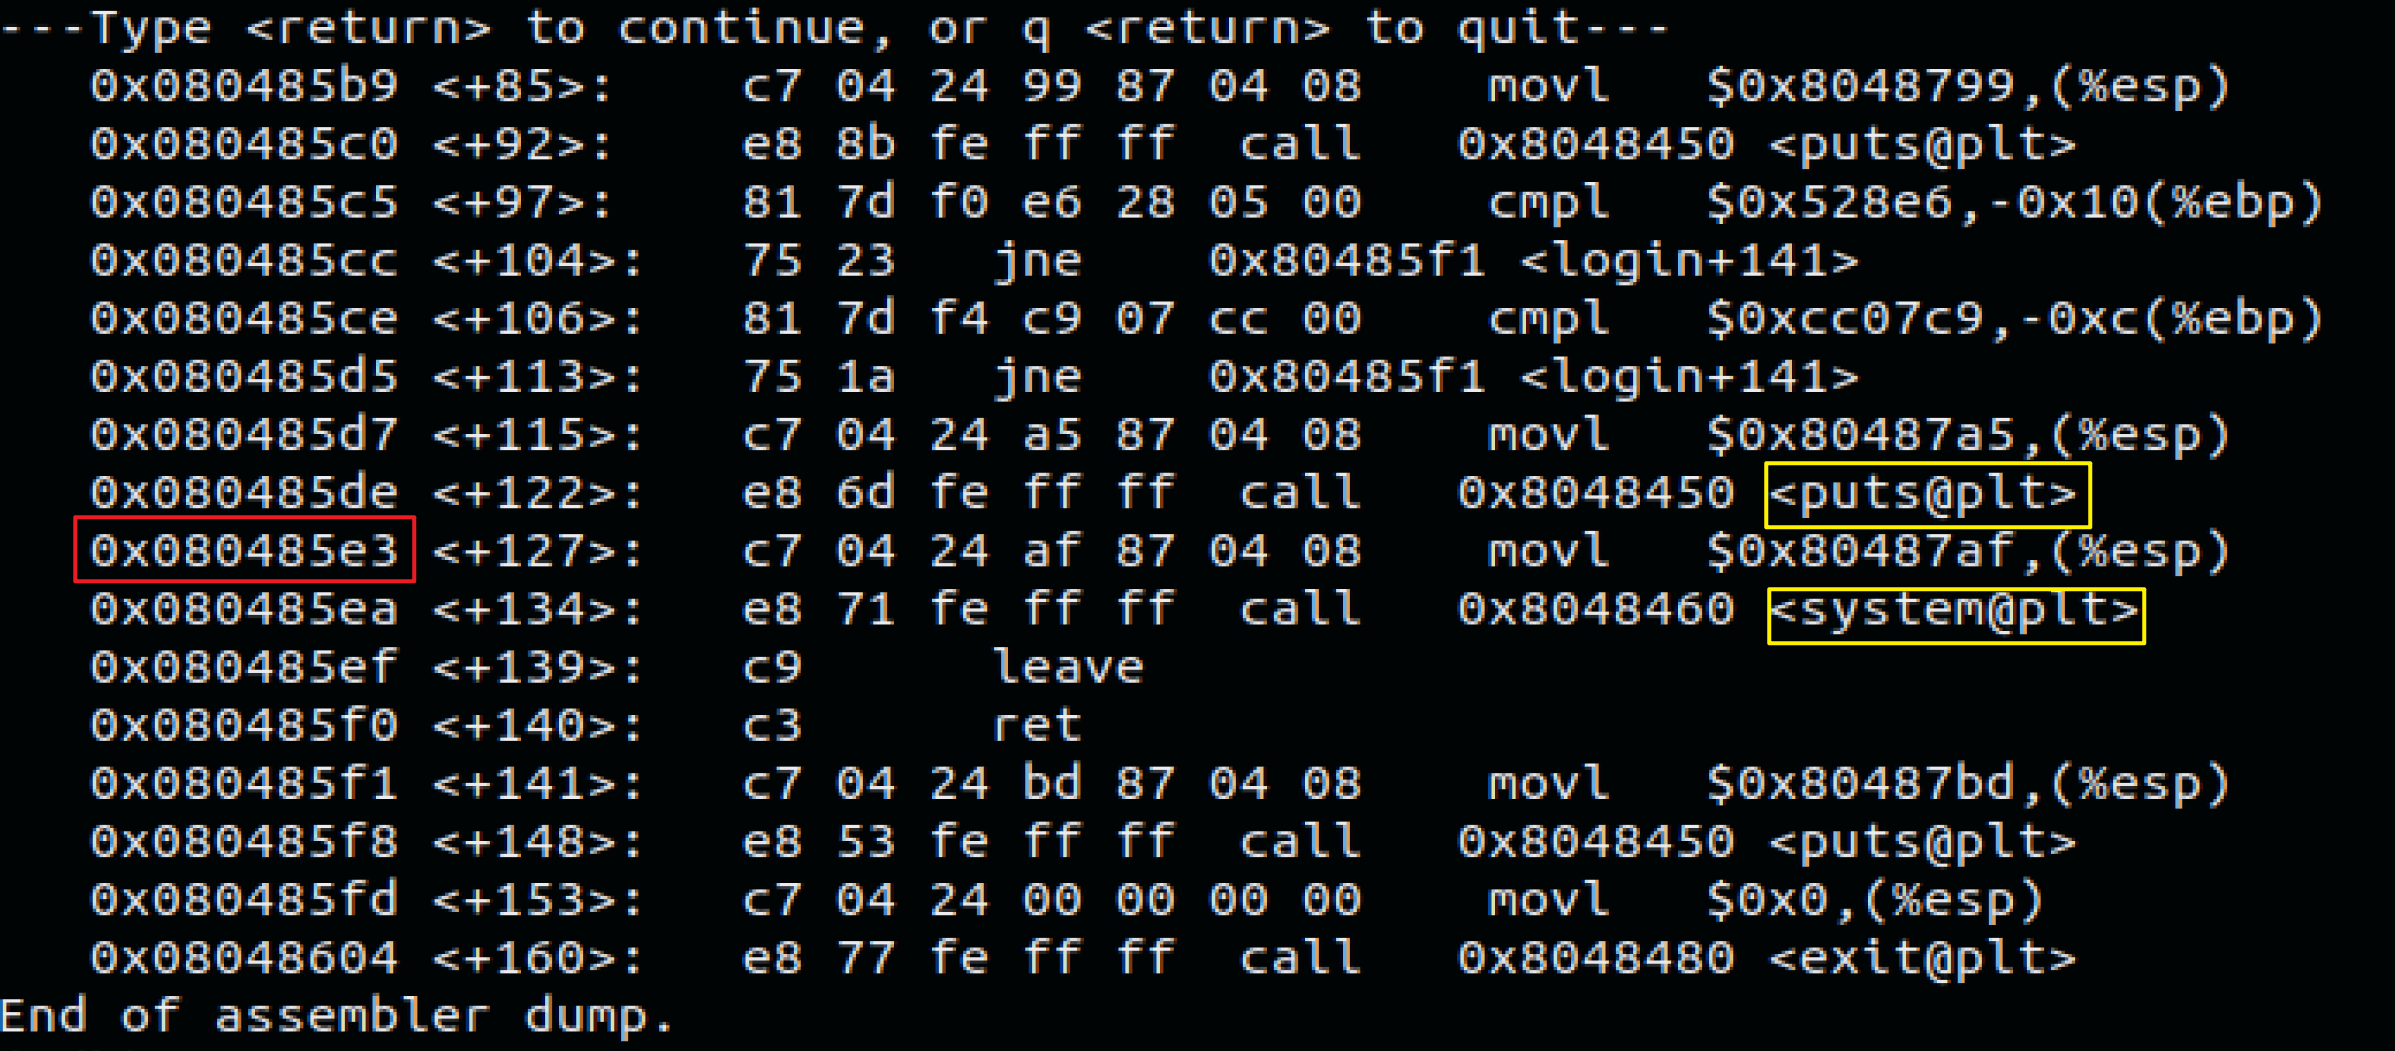 ---Type <return> to continue, or q <return> to quit---
0x080485b9 <+85>: c7 04 24 99 87 04 08 movl $0x8048799,(%esp)
0x080485c0 <+92>: e8 8b fe ff ff call 0x8048450 <puts@plt>
0x080485c5 <+97>: 81 7d f0 e6 28 05 00 cmpl $0x528e6,-0x10(%ebp)
0x080485cc <+104>: 75 23 jne 0x80485f1 <login+141>
0x080485ce <+106>: 81 7d f4 c9 07 cc 00 cmpl $0xcc07c9,-0xc(%ebp)
0x080485d5 <+113>: 75 1a jne 0x80485f1 <login+141>
0x080485d7 <+115>: c7 04 24 a5 87 04 08 movl $0x80487a5,(%esp)
0x080485de <+122>: e8 6d fe ff ff call 0x8048450 <puts@plt>
0x080485e3 <+127>: c7 04 24 af 87 04 08 movl $0x80487af,(%esp)
0x080485ea <+134>: e8 71 fe ff ff call 0x8048460 <system@plt>
0x080485ef <+139>: c9 leave
0x080485f0 <+140>: c3 ret
0x080485f1 <+141>: c7 04 24 bd 87 04 08 movl $0x80487bd,(%esp)
0x080485f8 <+148>: e8 53 fe ff ff call 0x8048450 <puts@plt>
0x080485fd <+153>: c7 04 24 00 00 00 00 movl $0x0,(%esp)
0x08048604 <+160>: e8 77 fe ff ff call 0x8048480 <exit@plt>
End of assembler dump.